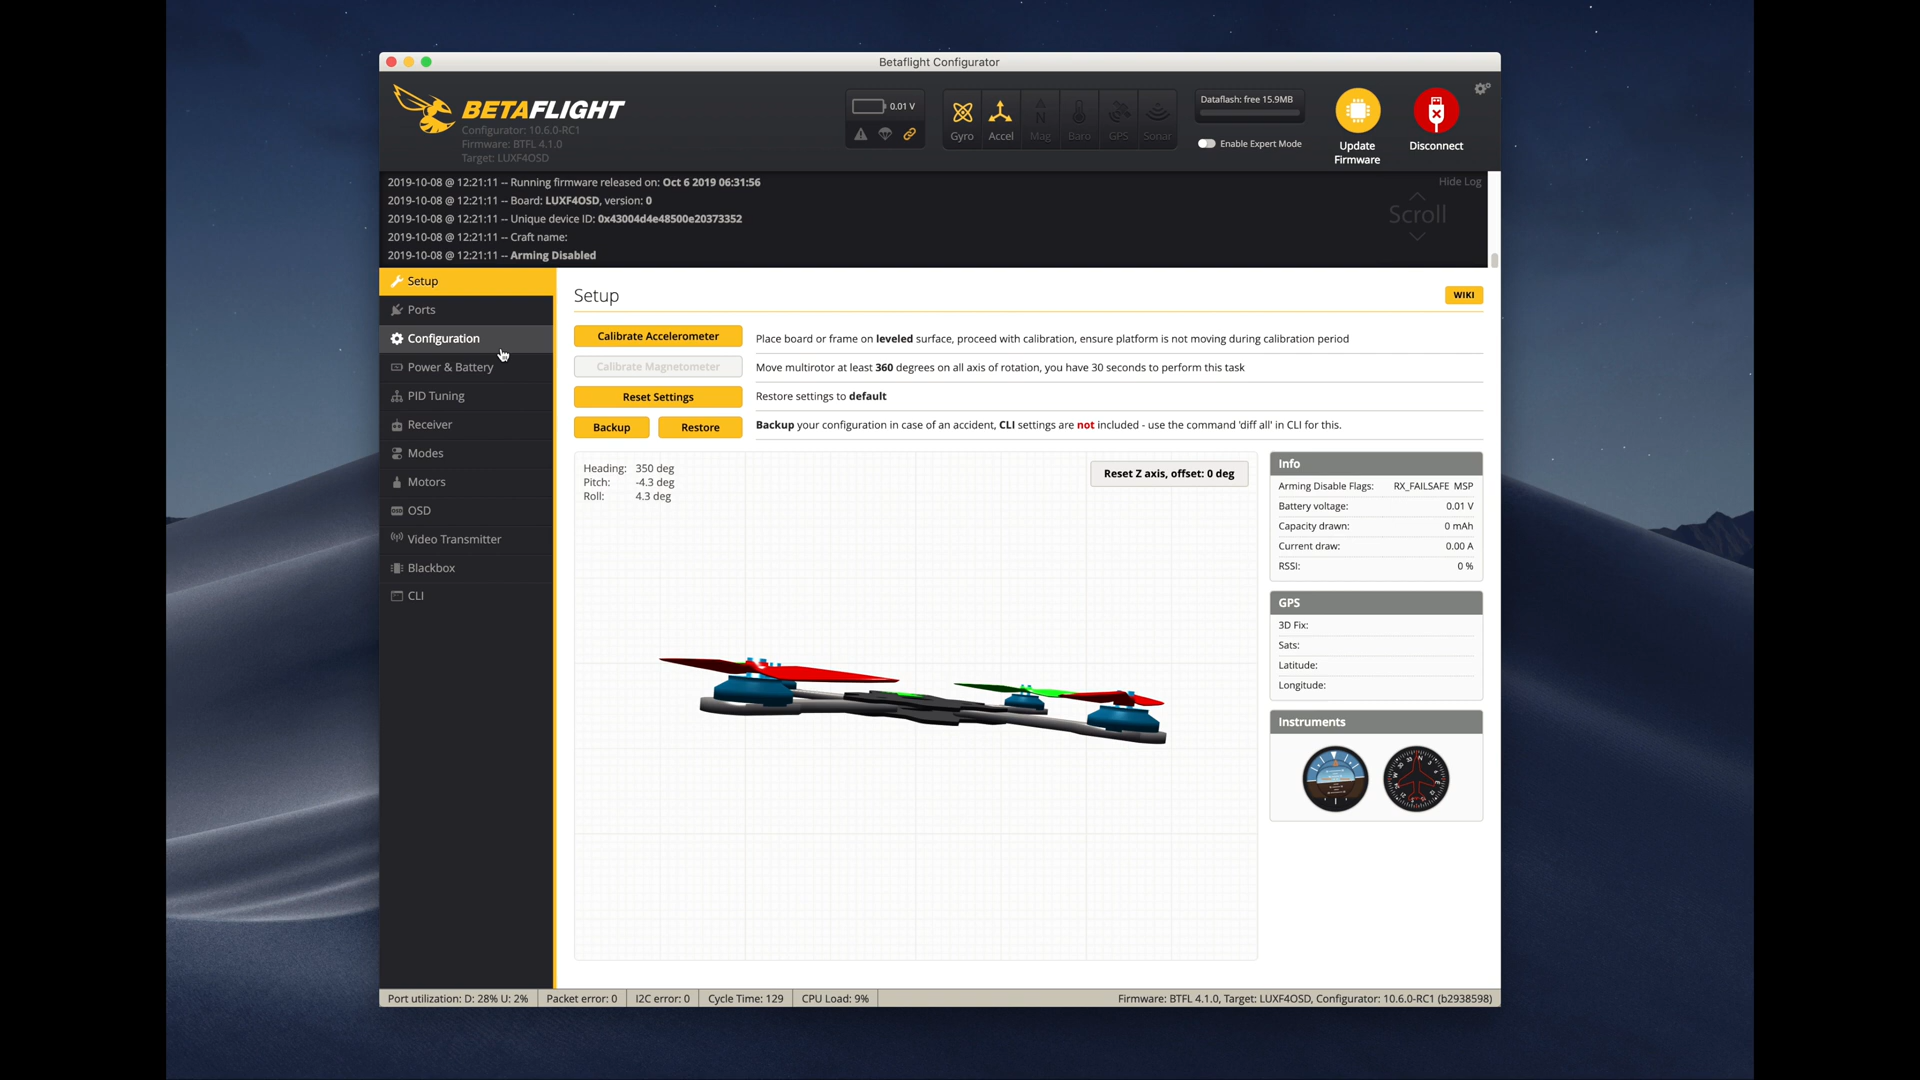 Betaflight Configurator
BETAFLIGHT
Configurator: 10.6.0-RC1
Firmware: BTFL 4.1.0
Target: LUXF4OSD
0.01 V
Gyro
Accel
Mag
Baro
GPS
Sonar
Dataflash: free 15.9MB
Enable Expert Mode
Update
Firmware
Disconnect
2019-10-08 @ 12:21:11 -- Running firmware released on: Oct 6 2019 06:31:56
2019-10-08 @ 12:21:11 -- Board: LUXF4OSD, version: 0
2019-10-08 @ 12:21:11 -- Unique device ID: 0x43004d4e48500e20373352
2019-10-08 @ 12:21:11 -- Craft name:
2019-10-08 @ 12:21:11 -- Arming Disabled
Hide Log
Scroll
Setup
Ports
Configuration
Power & Battery
PID Tuning
Receiver
Modes
Motors
OSD
Video Transmitter
Blackbox
CLI
Setup
WIKI
Calibrate Accelerometer
Place board or frame on leveled surface, proceed with calibration, ensure platform is not moving during calibration period
Calibrate Magnetometer
Move multirotor at least 360 degrees on all axis of rotation, you have 30 seconds to perform this task
Reset Settings
Restore settings to default
Backup
Restore
Backup your configuration in case of an accident, CLI settings are not included - use the command 'diff all' in CLI for this.
Heading: 350 deg
Pitch: -4.3 deg
Roll: 4.3 deg
Reset Z axis, offset: 0 deg
Info
Arming Disable Flags: RX_FAILSAFE MSP
Battery voltage: 0.01 V
Capacity drawn: 0 mAh
Current draw: 0.00 A
RSSI: 0 %
GPS
3D Fix:
Sats:
Latitude:
Longitude:
Instruments
Port utilization: D: 28% U: 2%
Packet error: 0
I2C error: 0
Cycle Time: 129
CPU Load: 9%
Firmware: BTFL 4.1.0, Target: LUXF4OSD, Configurator: 10.6.0-RC1 (b2938598)